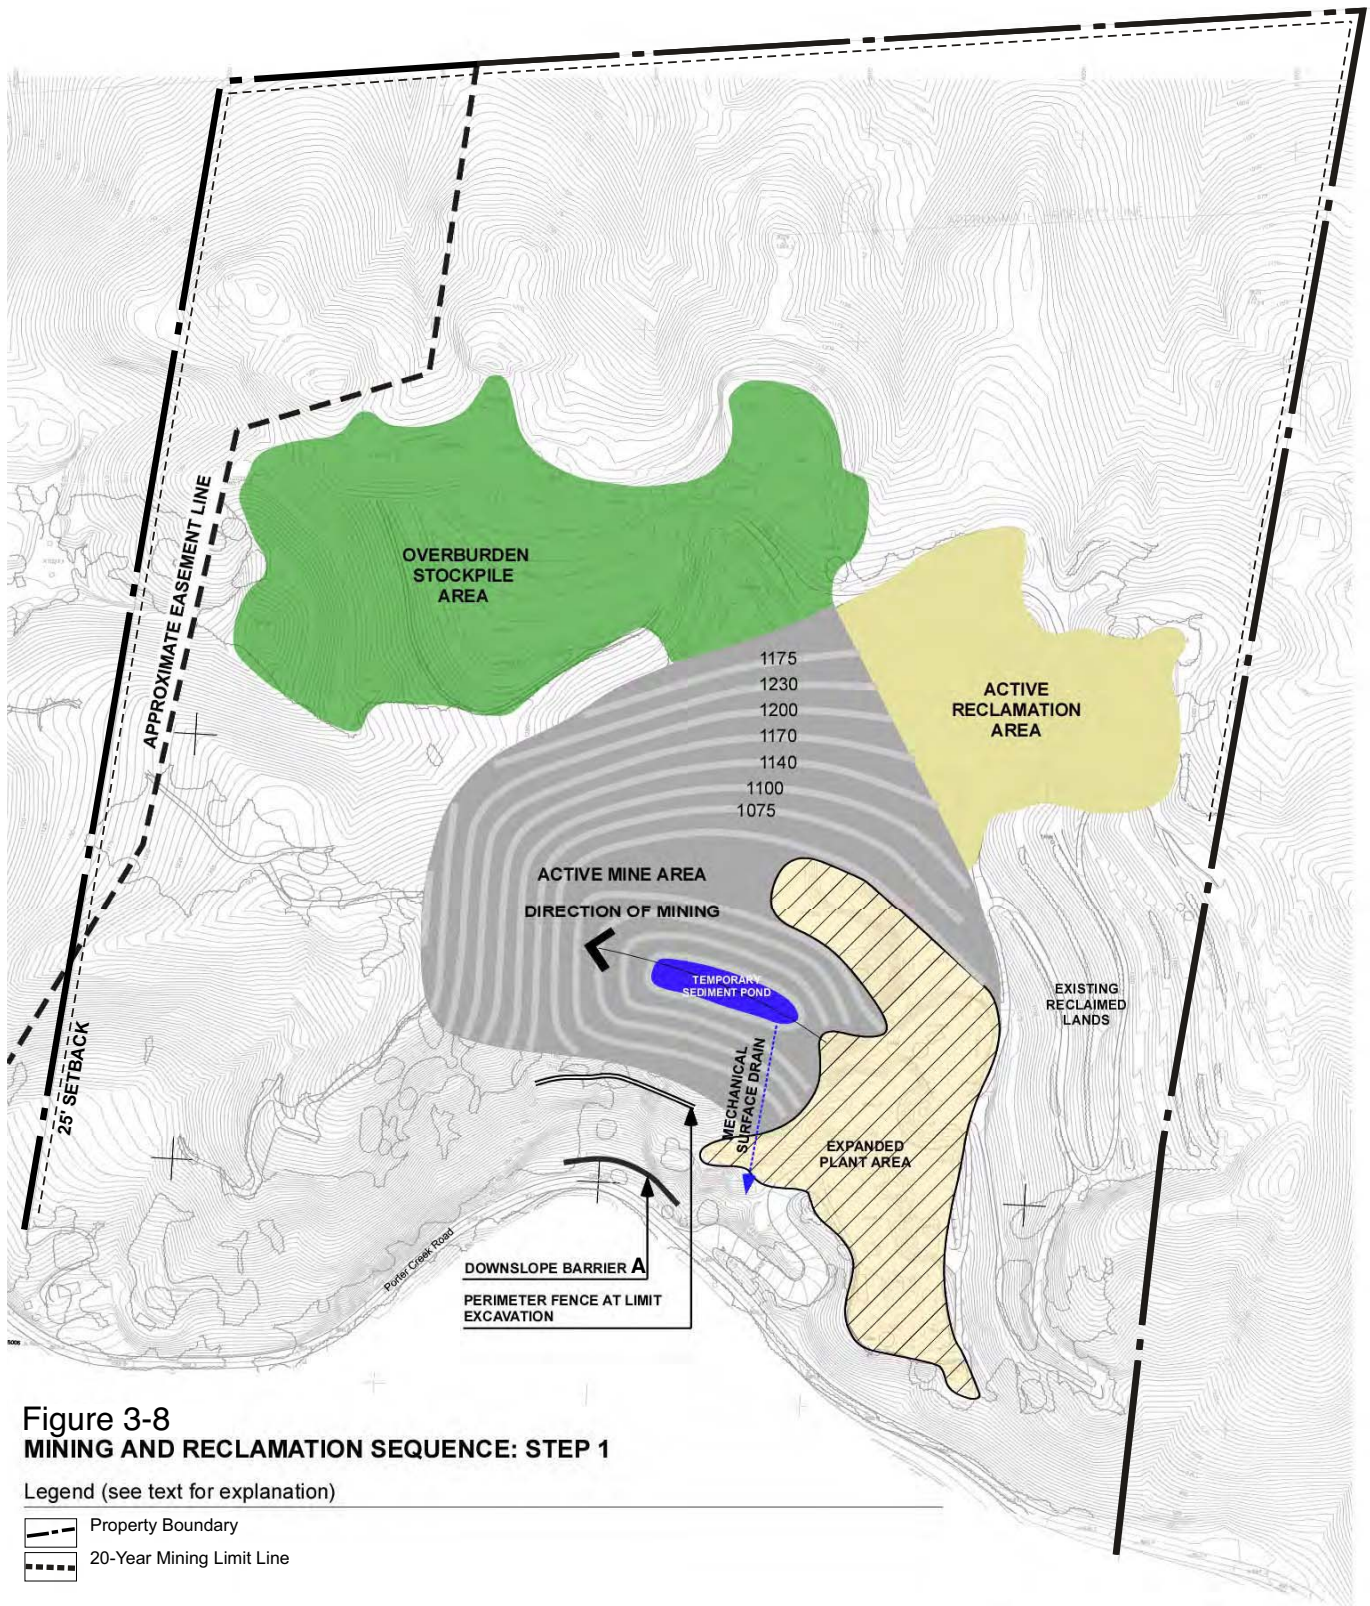 APPROXIMATE PROPERTY LINE
APPROXIMATE EASEMENT LINE
OVERBURDEN
STOCKPILE
AREA
1175
1230
1200
1170
1140
1100
1075
ACTIVE
RECLAMATION
AREA
ACTIVE MINE AREA
DIRECTION OF MINING
TEMPORARY
SEDIMENT POND
EXISTING
RECLAIMED
LANDS
25' SETBACK
MECHANICAL
SURFACE DRAIN
EXPANDED
PLANT AREA
Porter Creek Road
DOWNSLOPE BARRIER A
PERIMETER FENCE AT LIMIT
EXCAVATION
Figure 3-8
MINING AND RECLAMATION SEQUENCE: STEP 1
Legend (see text for explanation)
Property Boundary
20-Year Mining Limit Line